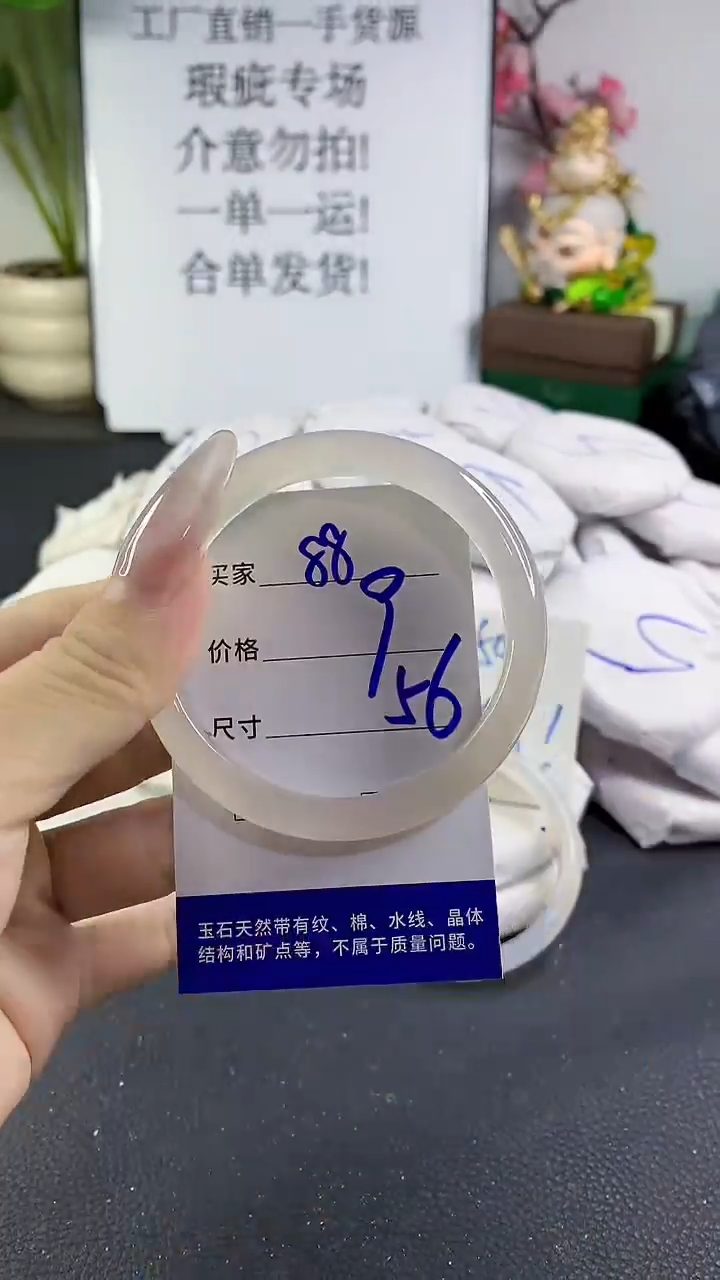 工厂直销一手货源
瑕疵专场
介意勿拍!
一单一运!
合单发货!
买家 88
价格 9
尺寸 56
玉石天然带有纹、棉、水线、晶体
结构和矿点等，不属于质量问题。